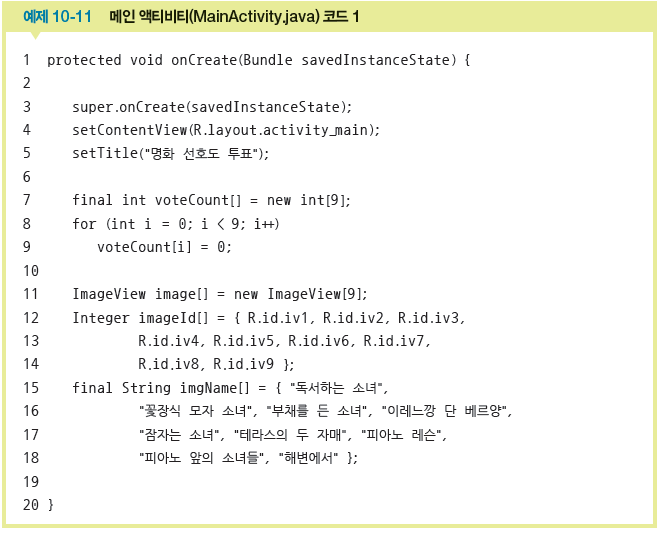 예제 10-11 메인 액티비티(MainActivity.java) 코드 1
1 protected void onCreate(Bundle savedInstanceState) {
2
3 super.onCreate(savedInstanceState);
4 setContentView(R.layout.activity_main);
5 setTitle("명화 선호도 투표");
6
7 final int voteCount[] = new int[9];
8 for (int i = 0; i < 9; i++)
9 voteCount[i] = 0;
10
11 ImageView image[] = new ImageView[9];
12 Integer imageId[] = { R.id.iv1, R.id.iv2, R.id.iv3,
13 R.id.iv4, R.id.iv5, R.id.iv6, R.id.iv7,
14 R.id.iv8, R.id.iv9 };
15 final String imgName[] = { "독서하는 소녀",
16 "꽃장식 모자 소녀", "부채를 든 소녀", "이레느깡 단 베르양",
17 "잠자는 소녀", "테라스의 두 자매", "피아노 레슨",
18 "피아노 앞의 소녀들", "해변에서" };
19
20 }